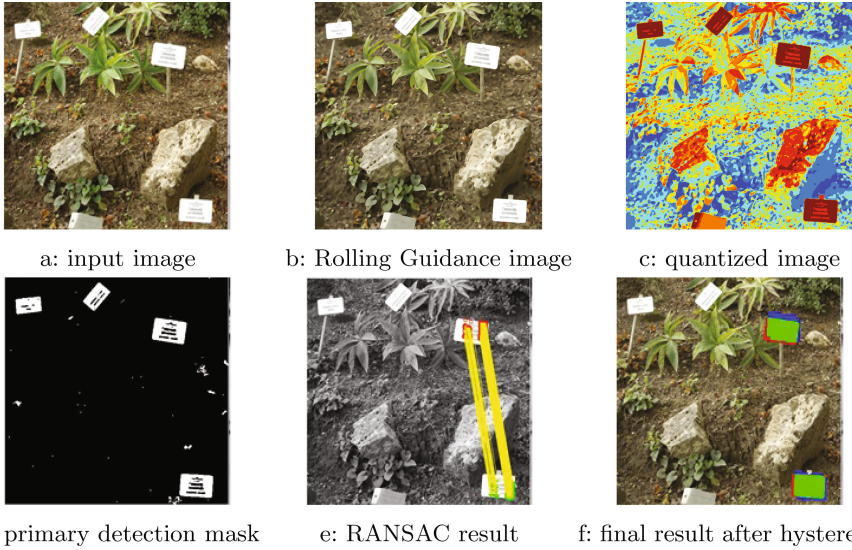 a: input image
b: Rolling Guidance image
c: quantized image
primary detection mask
e: RANSAC result
f: final result after hystere